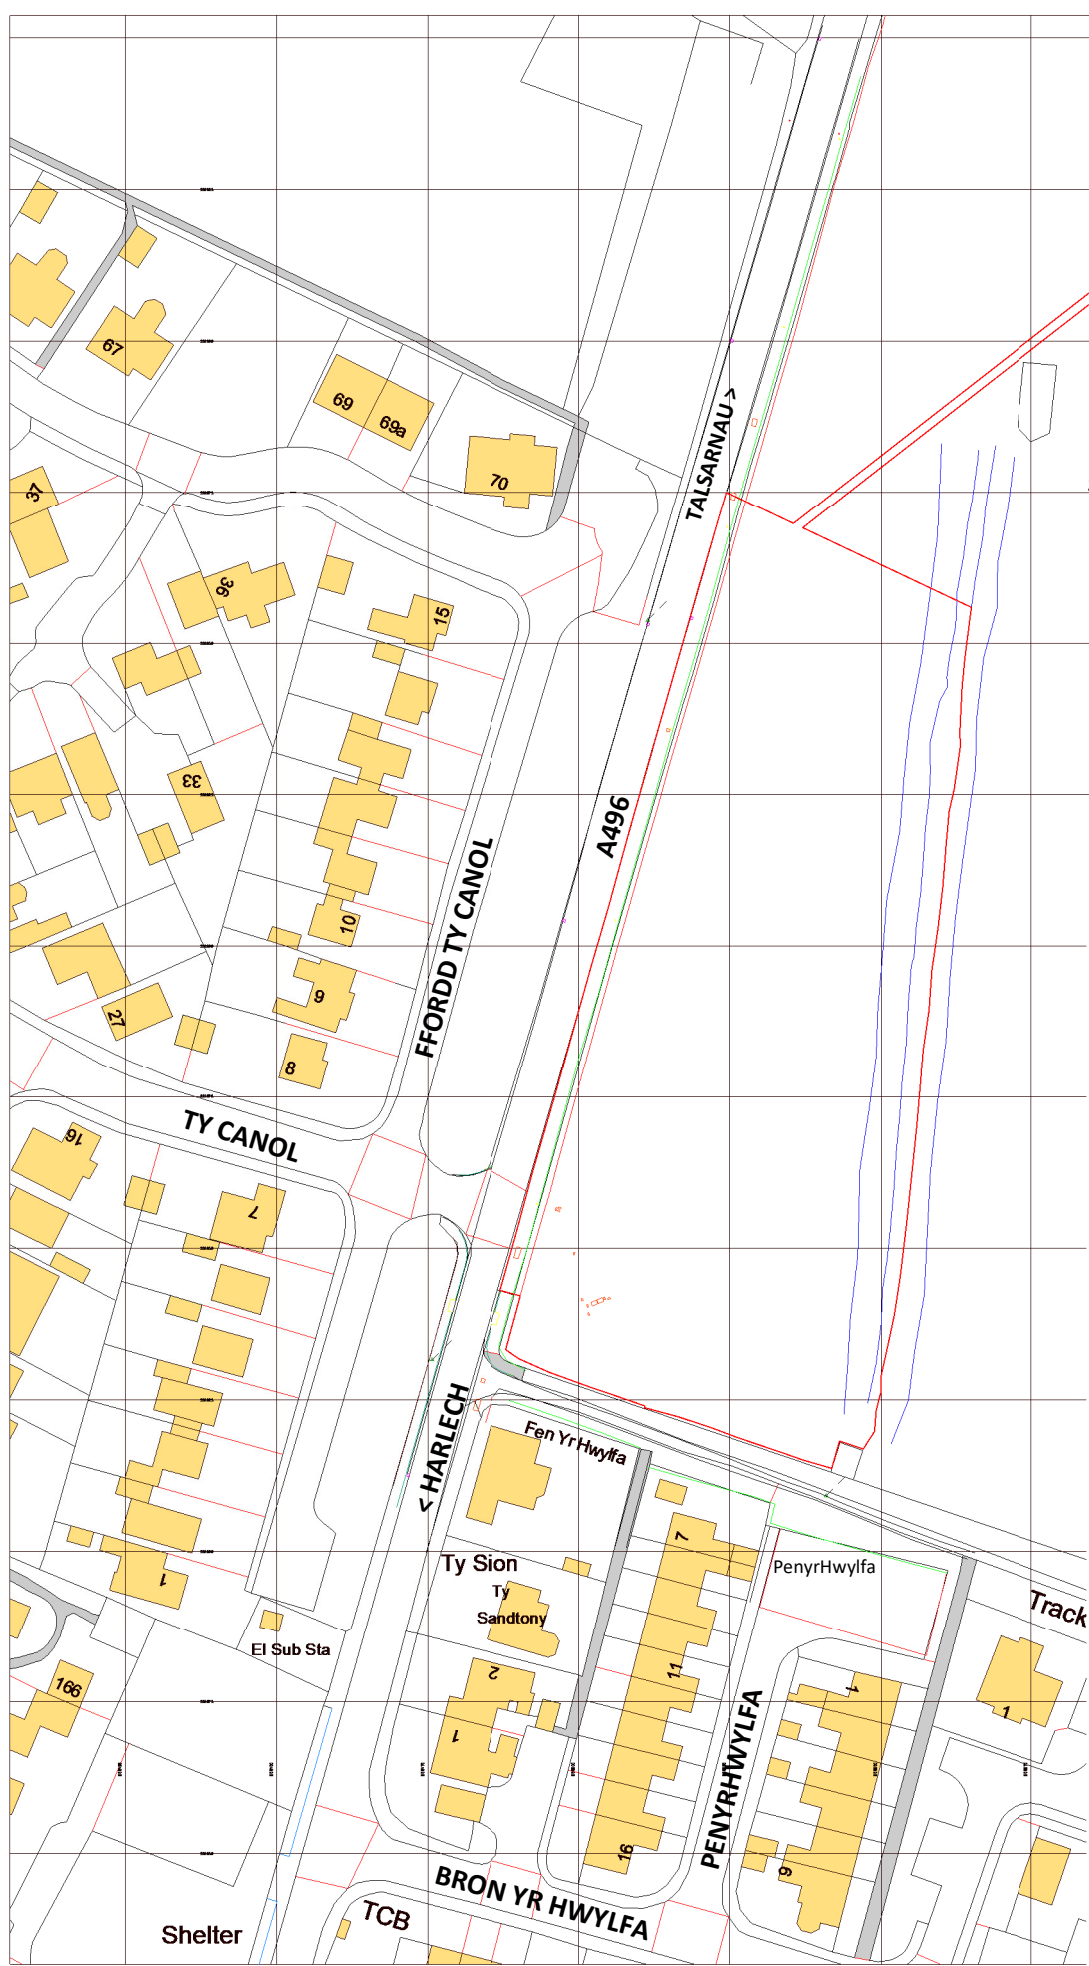 67
69
69a
70
TALSARNAU >
37
36
15
33
A496
10
FFORDD TY CANOL
9
27
8
TY CANOL
16
7
< HARLECH
Fen Yr Hwylfa
7
1
Ty Sion
Ty
Sandtony
PenyrHwylfa
Track
El Sub Sta
2
166
11
1
1
1
PENYRHWYLFA
16
9
BRON YR HWYLFA
TCB
Shelter